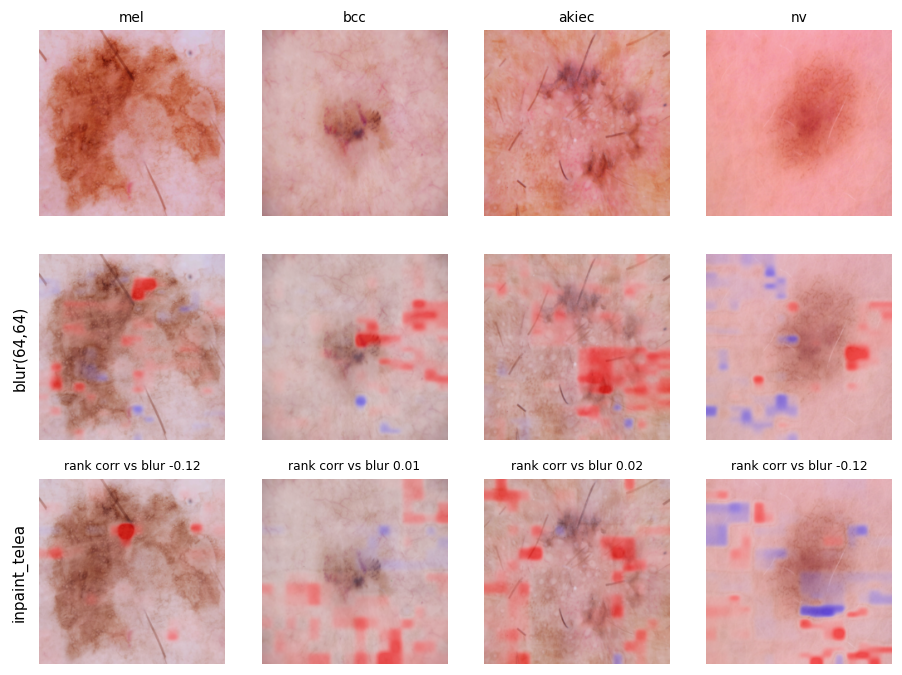 mel
bcc
akiec
nv
blur(64,64)
rank corr vs blur -0.12
rank corr vs blur 0.01
rank corr vs blur 0.02
rank corr vs blur -0.12
inpaint_telea